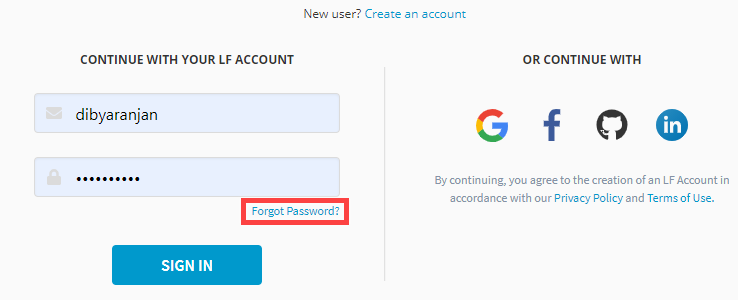 New user? Create an account
CONTINUE WITH YOUR LF ACCOUNT
dibyaranjan
••••••••••
Forgot Password?
SIGN IN
OR CONTINUE WITH
G f in
By continuing, you agree to the creation of an LF Account in
accordance with our Privacy Policy and Terms of Use.